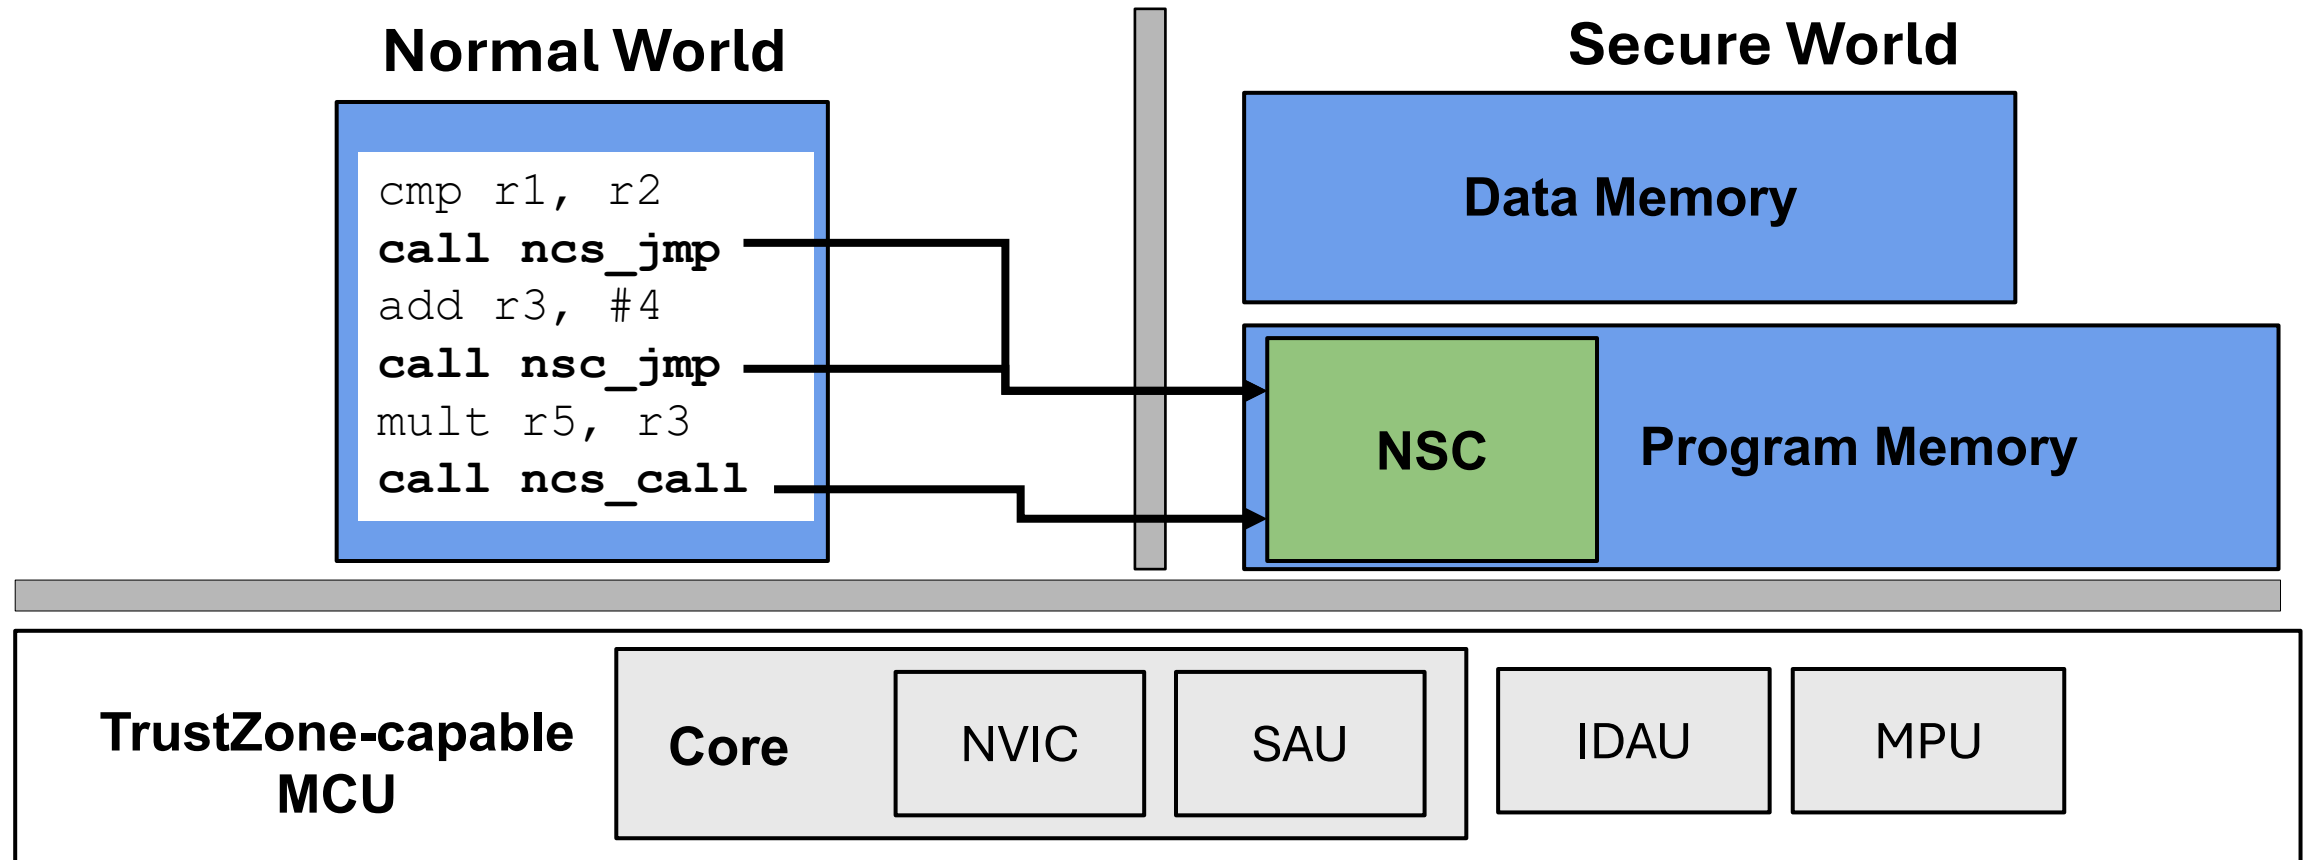 Normal World
Secure World
cmp r1, r2
call ncs_jmp
add r3, #4
call nsc_jmp
mult r5, r3
call ncs_call
Data Memory
NSC
Program Memory
TrustZone-capable
MCU
Core
NVIC
SAU
IDAU
MPU